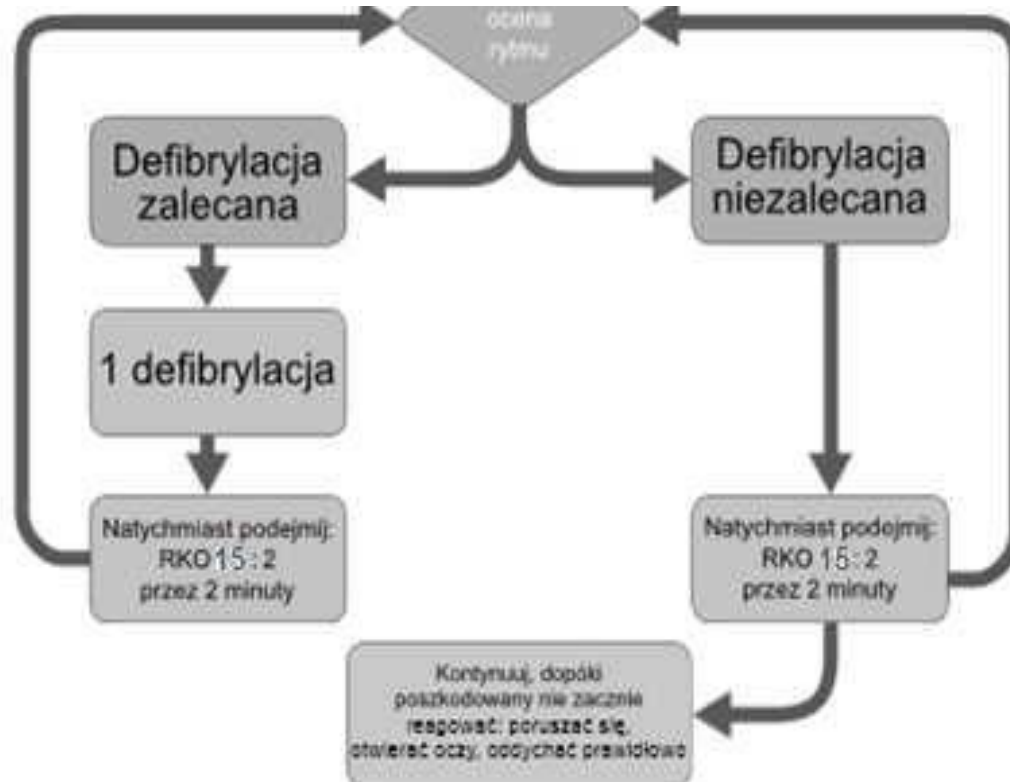 ocena
rytmu
Defibrylacja
zalecana
Defibrylacja
niezalecana
1 defibrylacja
Natychmiast podejmij:
RKO 15:2
przez 2 minuty
Natychmiast podejmij:
RKO 15:2
przez 2 minuty
Kontynuuj, dopóki
poszkodowany nie zacznie
reagować: poruszać się,
otwierać oczy, oddychać prawidłowo